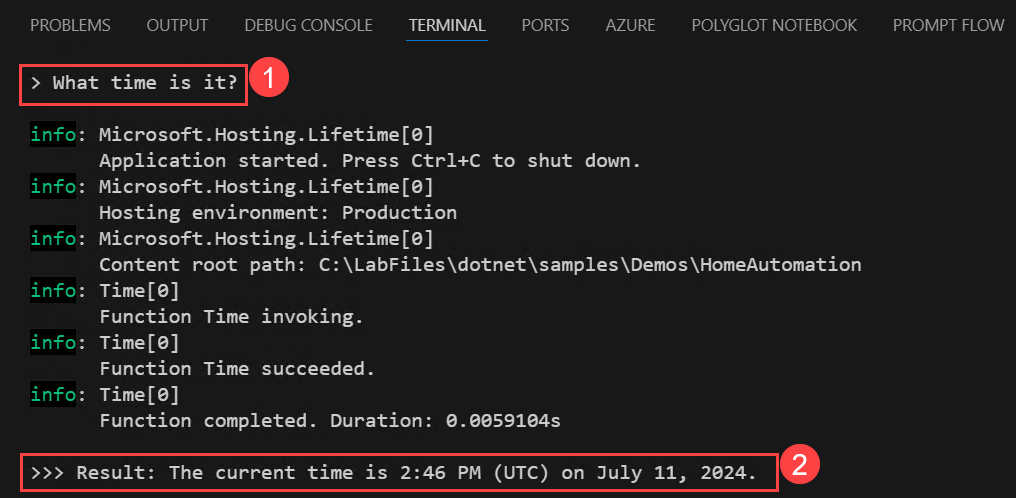 PROBLEMS OUTPUT DEBUG CONSOLE TERMINAL PORTS AZURE POLYGLOT NOTEBOOK PROMPT FLOW
> What time is it? 1
info: Microsoft.Hosting.Lifetime[0]
Application started. Press Ctrl+C to shut down.
info: Microsoft.Hosting.Lifetime[0]
Hosting environment: Production
info: Microsoft.Hosting.Lifetime[0]
Content root path: C:\LabFiles\dotnet\samples\Demos\HomeAutomation
info: Time[0]
Function Time invoking.
info: Time[0]
Function Time succeeded.
info: Time[0]
Function completed. Duration: 0.0059104s
>>> Result: The current time is 2:46 PM (UTC) on July 11, 2024. 2